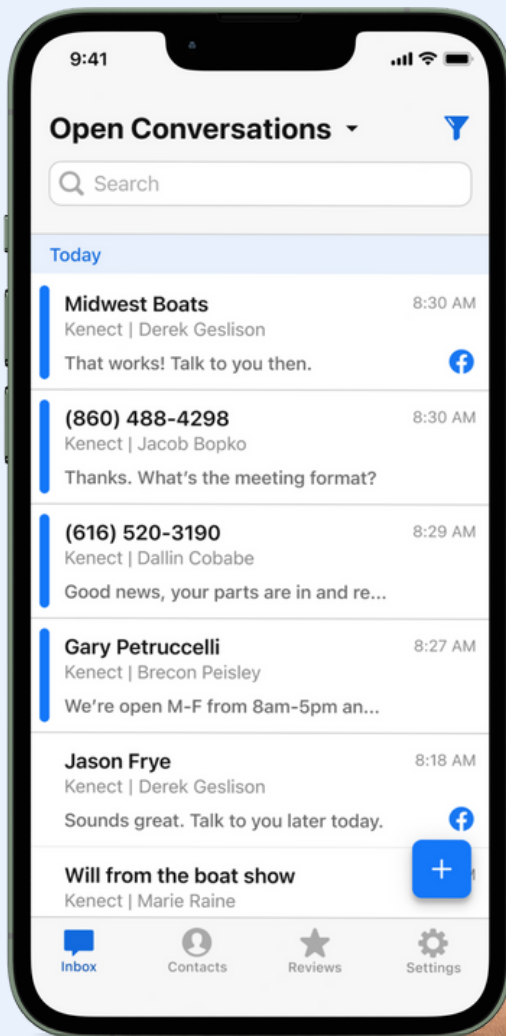 9:41
Open Conversations
Search
Today
Midwest Boats 8:30 AM
Kenect | Derek Geslison
That works! Talk to you then.
(860) 488-4298 8:30 AM
Kenect | Jacob Bopko
Thanks. What's the meeting format?
(616) 520-3190 8:29 AM
Kenect | Dallin Cobabe
Good news, your parts are in and re...
Gary Petruccelli 8:27 AM
Kenect | Brecon Peisley
We're open M-F from 8am-5pm an...
Jason Frye 8:18 AM
Kenect | Derek Geslison
Sounds great. Talk to you later today.
Will from the boat show
Kenect | Marie Raine
Inbox Contacts Reviews Settings